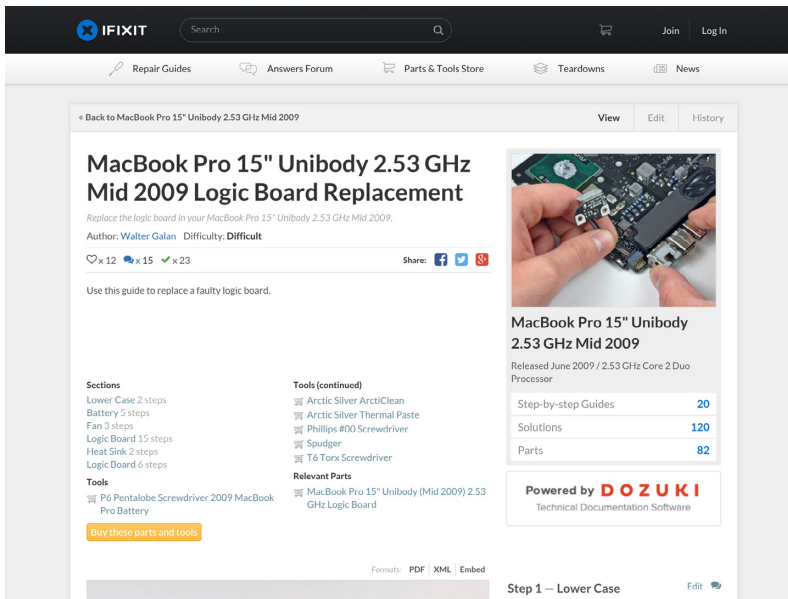 IFIXIT
Search
Join
Log In
Repair Guides
Answers Forum
Parts & Tools Store
Teardowns
News
« Back to MacBook Pro 15" Unibody 2.53 GHz Mid 2009
View
Edit
History
MacBook Pro 15" Unibody 2.53 GHz
Mid 2009 Logic Board Replacement
Replace the logic board in your MacBook Pro 15" Unibody 2.53 GHz Mid 2009.
Author: Walter Galan Difficulty: Difficult
x 12 x 15 x 23
Share:
Use this guide to replace a faulty logic board.
Sections
Lower Case 2 steps
Battery 5 steps
Fan 3 steps
Logic Board 15 steps
Heat Sink 2 steps
Logic Board 6 steps
Tools
P6 Pentalobe Screwdriver 2009 MacBook
Pro Battery
Buy these parts and tools
Tools (continued)
Arctic Silver ArctiClean
Arctic Silver Thermal Paste
Phillips #00 Screwdriver
Spudger
T6 Torx Screwdriver
Relevant Parts
MacBook Pro 15" Unibody (Mid 2009) 2.53
GHz Logic Board
Formats: PDF XML Embed
MacBook Pro 15" Unibody
2.53 GHz Mid 2009
Released June 2009 / 2.53 GHz Core 2 Duo
Processor
Step-by-step Guides 20
Solutions 120
Parts 82
Powered by DOZUKI
Technical Documentation Software
Step 1 — Lower Case
Edit